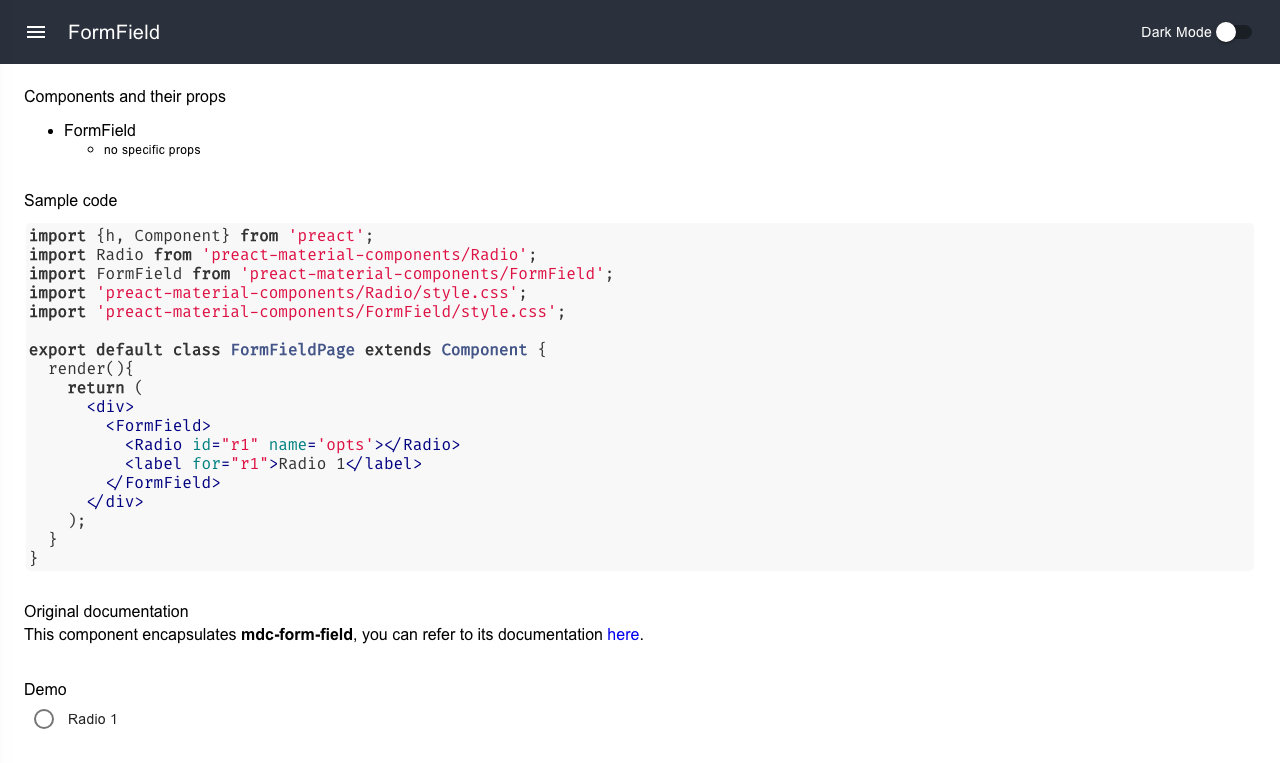 FormField
Dark Mode
Components and their props
FormField
no specific props
Sample code
import {h, Component} from 'preact';
import Radio from 'preact-material-components/Radio';
import FormField from 'preact-material-components/FormField';
import 'preact-material-components/Radio/style.css';
import 'preact-material-components/FormField/style.css';
export default class FormFieldPage extends Component {
  render(){
    return (
      <div>
        <FormField>
          <Radio id="r1" name='opts'></Radio>
          <label for="r1">Radio 1</label>
        </FormField>
      </div>
    );
  }
}
Original documentation
This component encapsulates mdc-form-field, you can refer to its documentation here.
Demo
Radio 1